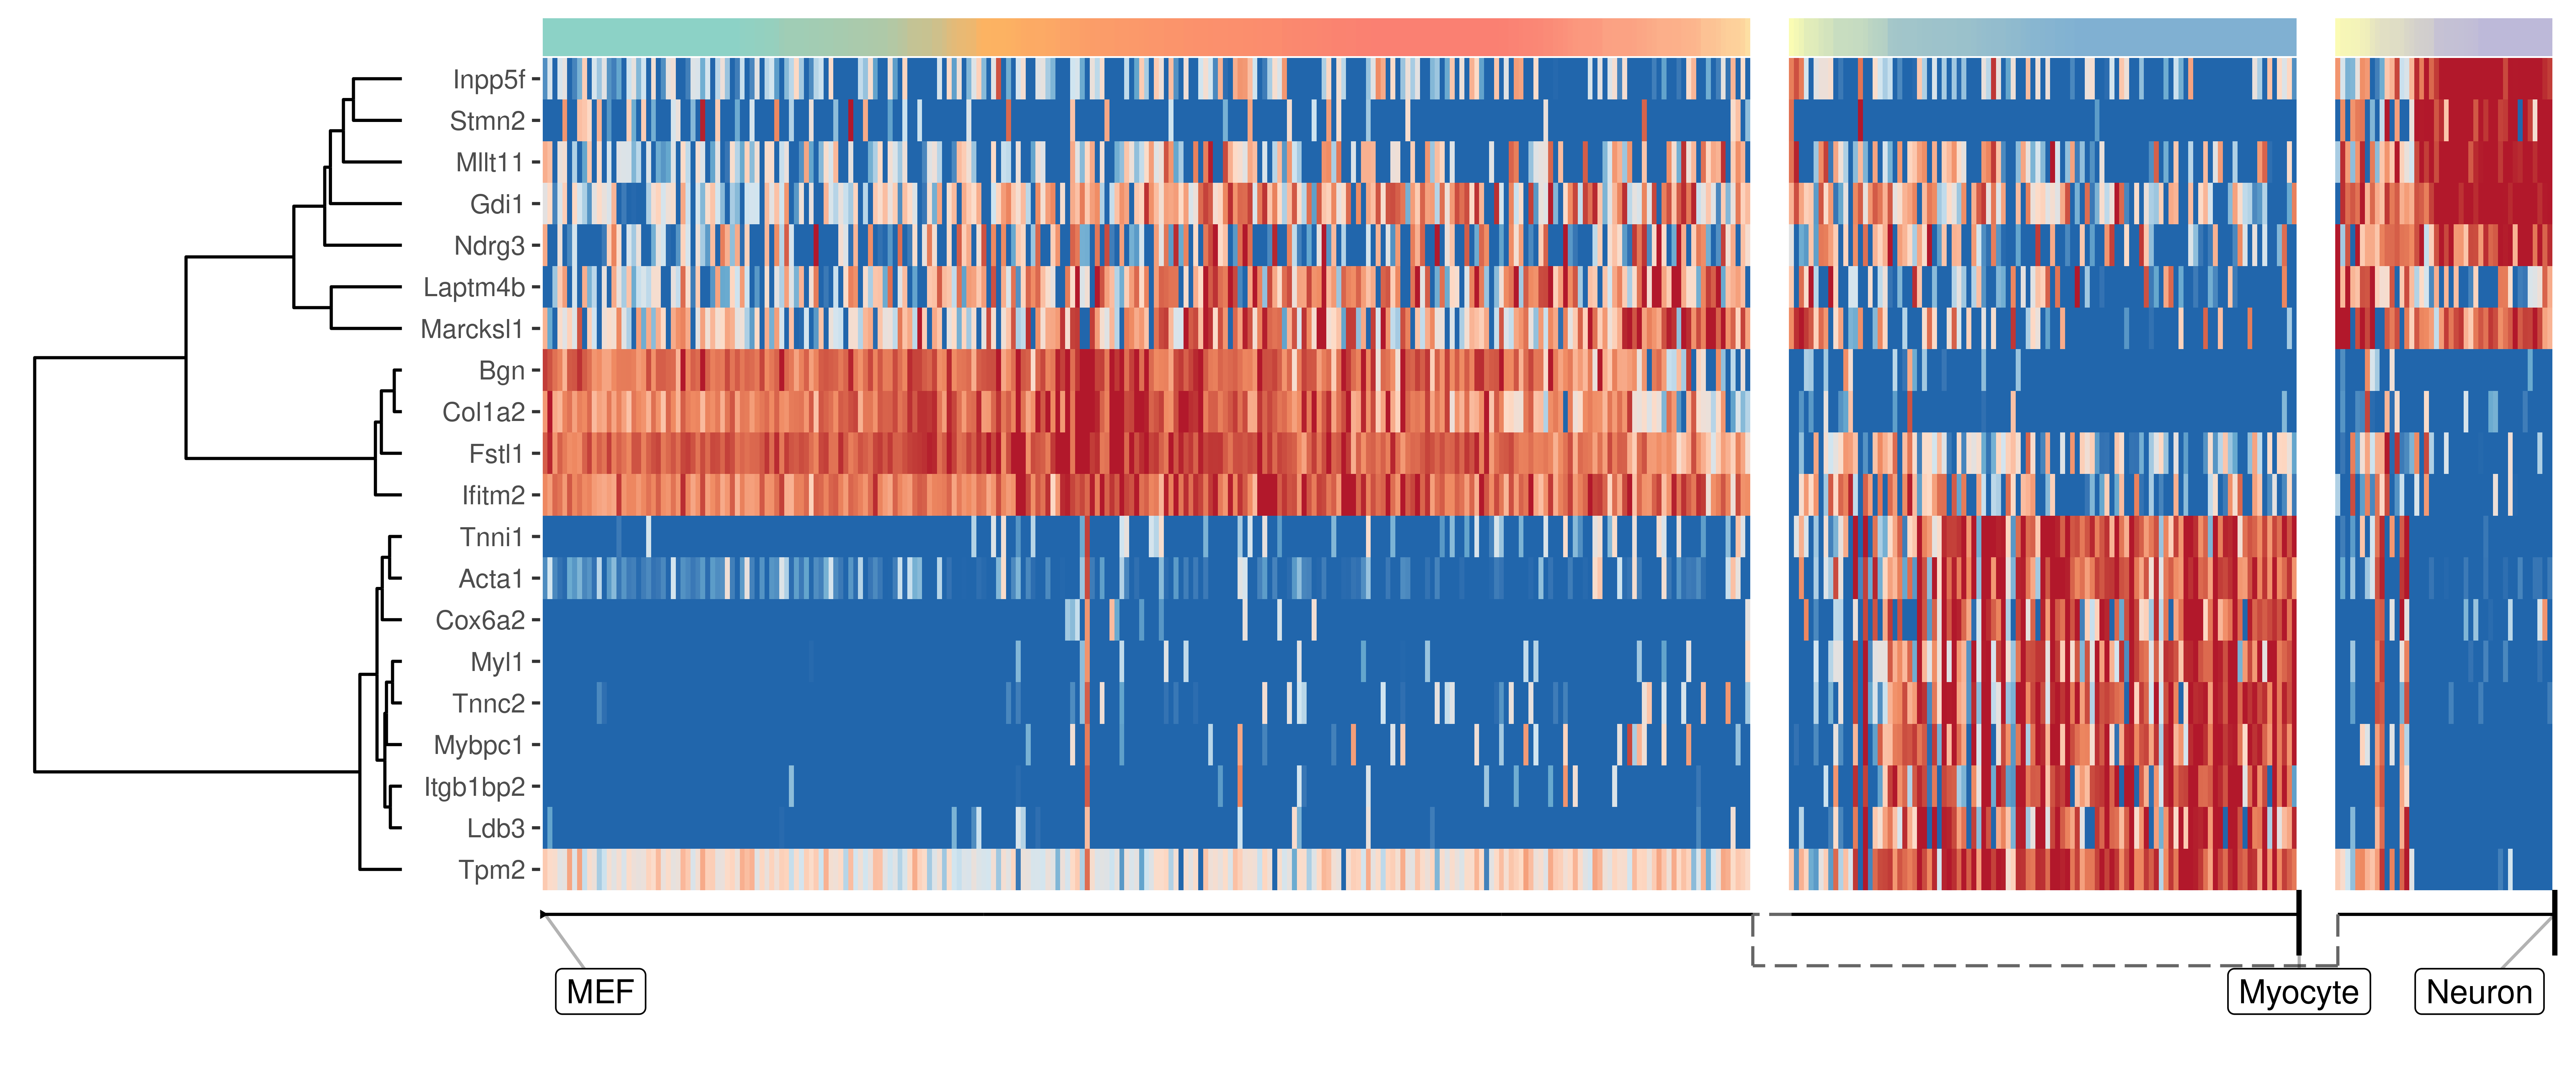 Inpp5f
Stmn2
Mllt11
Gdi1
Ndrg3
Laptm4b
Marcksl1
Bgn
Col1a2
Fstl1
Ifitm2
Tnni1
Acta1
Cox6a2
Myl1
Tnnc2
Mybpc1
Itgb1bp2
Ldb3
Tpm2
MEF
Myocyte
Neuron